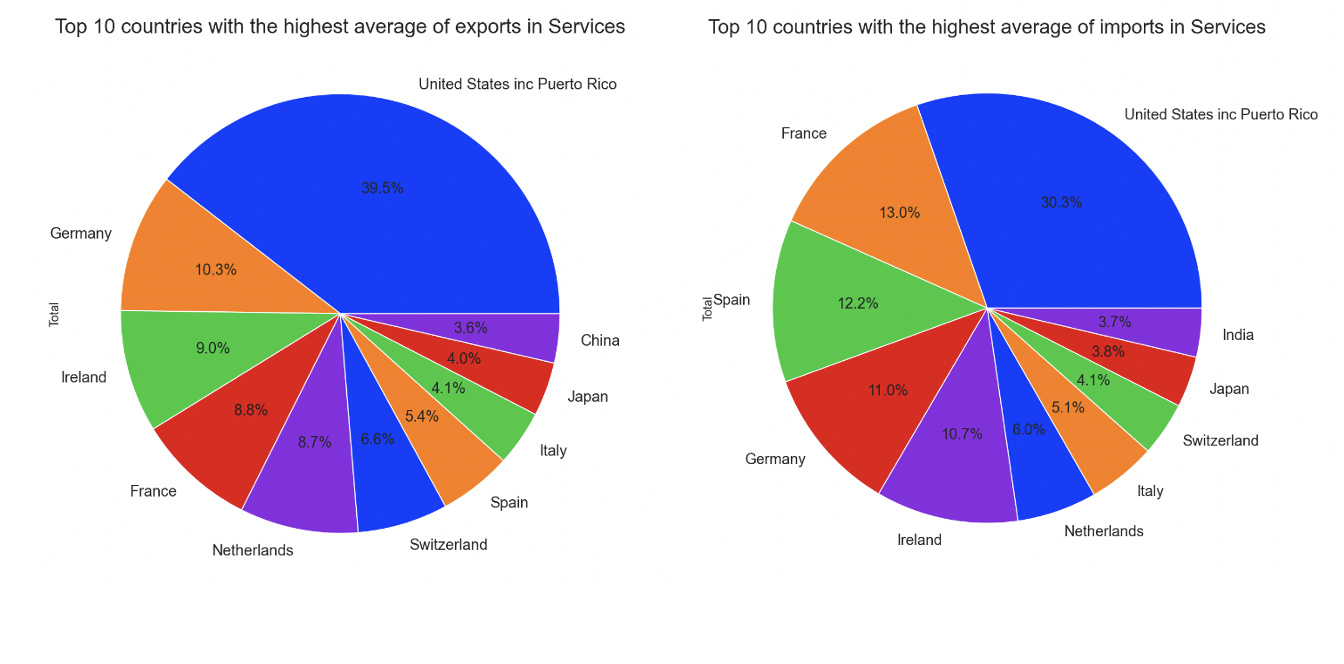 Top 10 countries with the highest average of exports in Services
United States inc Puerto Rico
39.5%
Germany
10.3%
Total
Ireland
9.0%
France
8.8%
Netherlands
8.7%
Switzerland
6.6%
Spain
5.4%
Italy
4.1%
Japan
4.0%
China
3.6%
Top 10 countries with the highest average of imports in Services
United States inc Puerto Rico
30.3%
France
13.0%
Total
Spain
12.2%
Germany
11.0%
Ireland
10.7%
Netherlands
6.0%
Italy
5.1%
Switzerland
4.1%
Japan
3.8%
India
3.7%